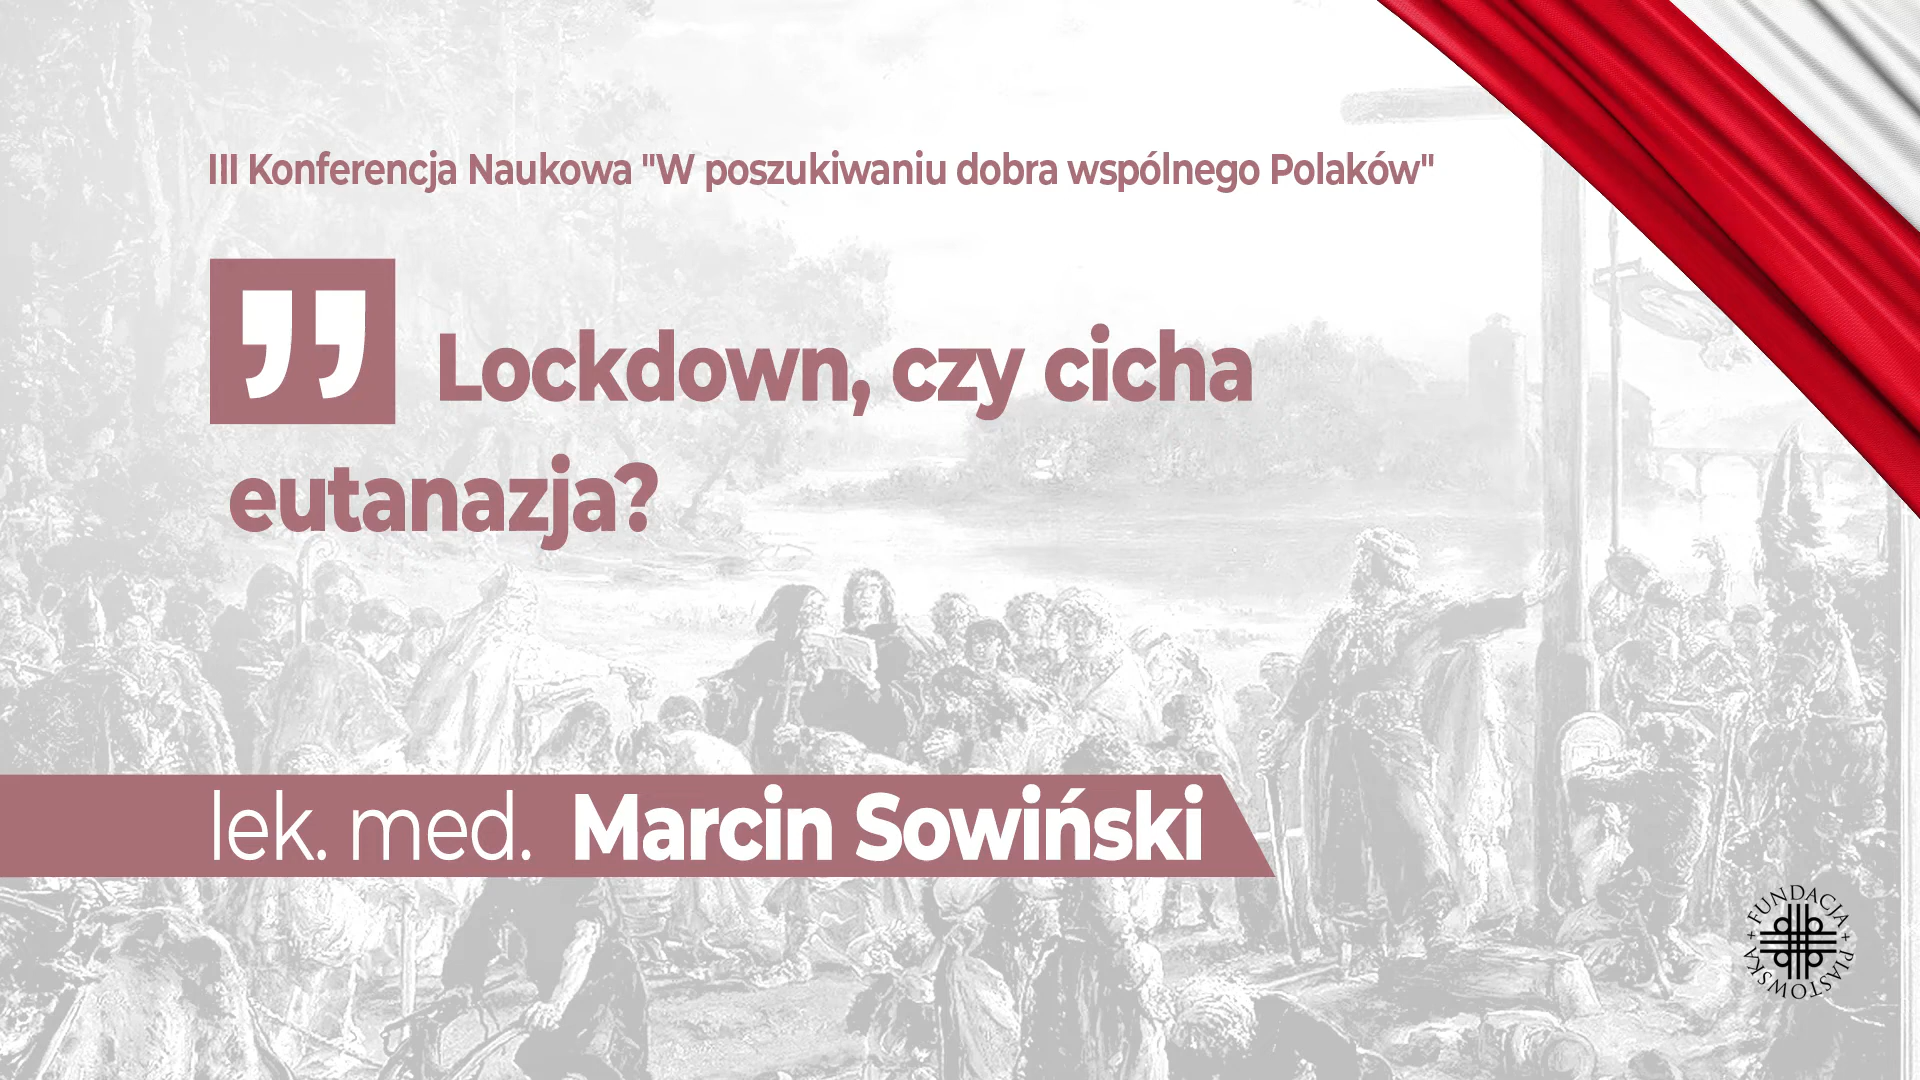 III Konferencja Naukowa "W poszukiwaniu dobra wspólnego Polaków"
” Lockdown, czy cicha
eutanazja?
lek. med. Marcin Sowiński
FUNDACJA + PIASTOWSKA +